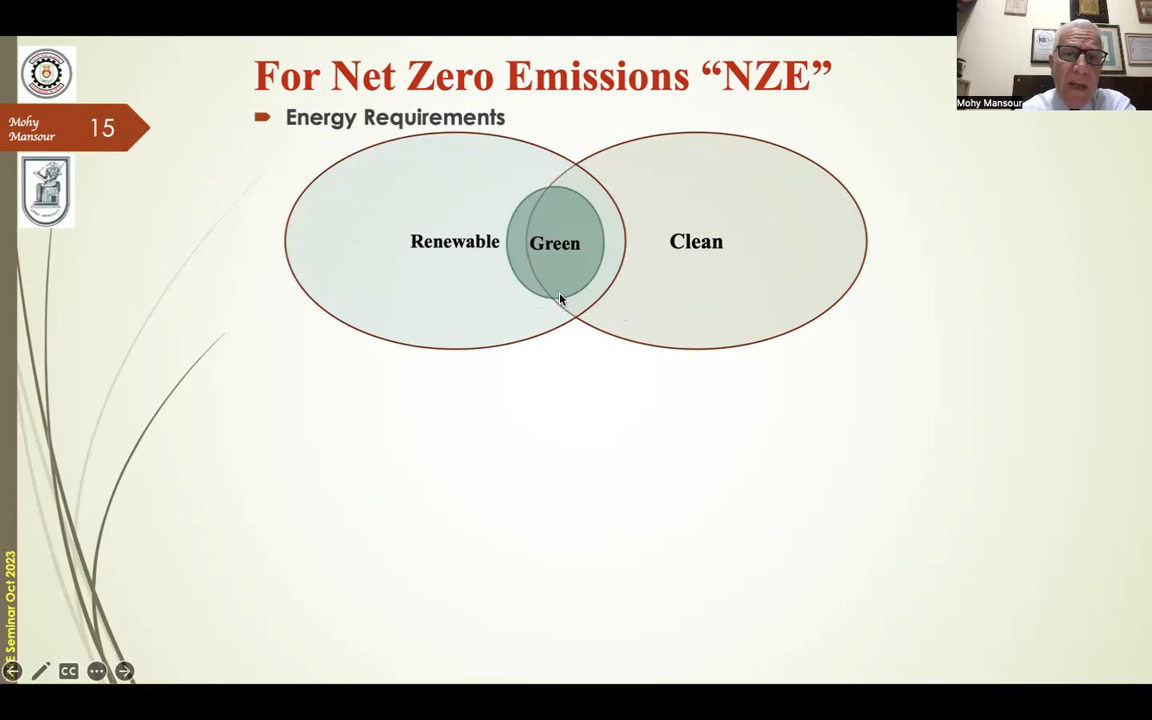 For Net Zero Emissions “NZE”
Mohy
Mansour
15
Energy Requirements
Renewable
Green
Clean
Mohy Mansour
E Seminar Oct 2023
CC